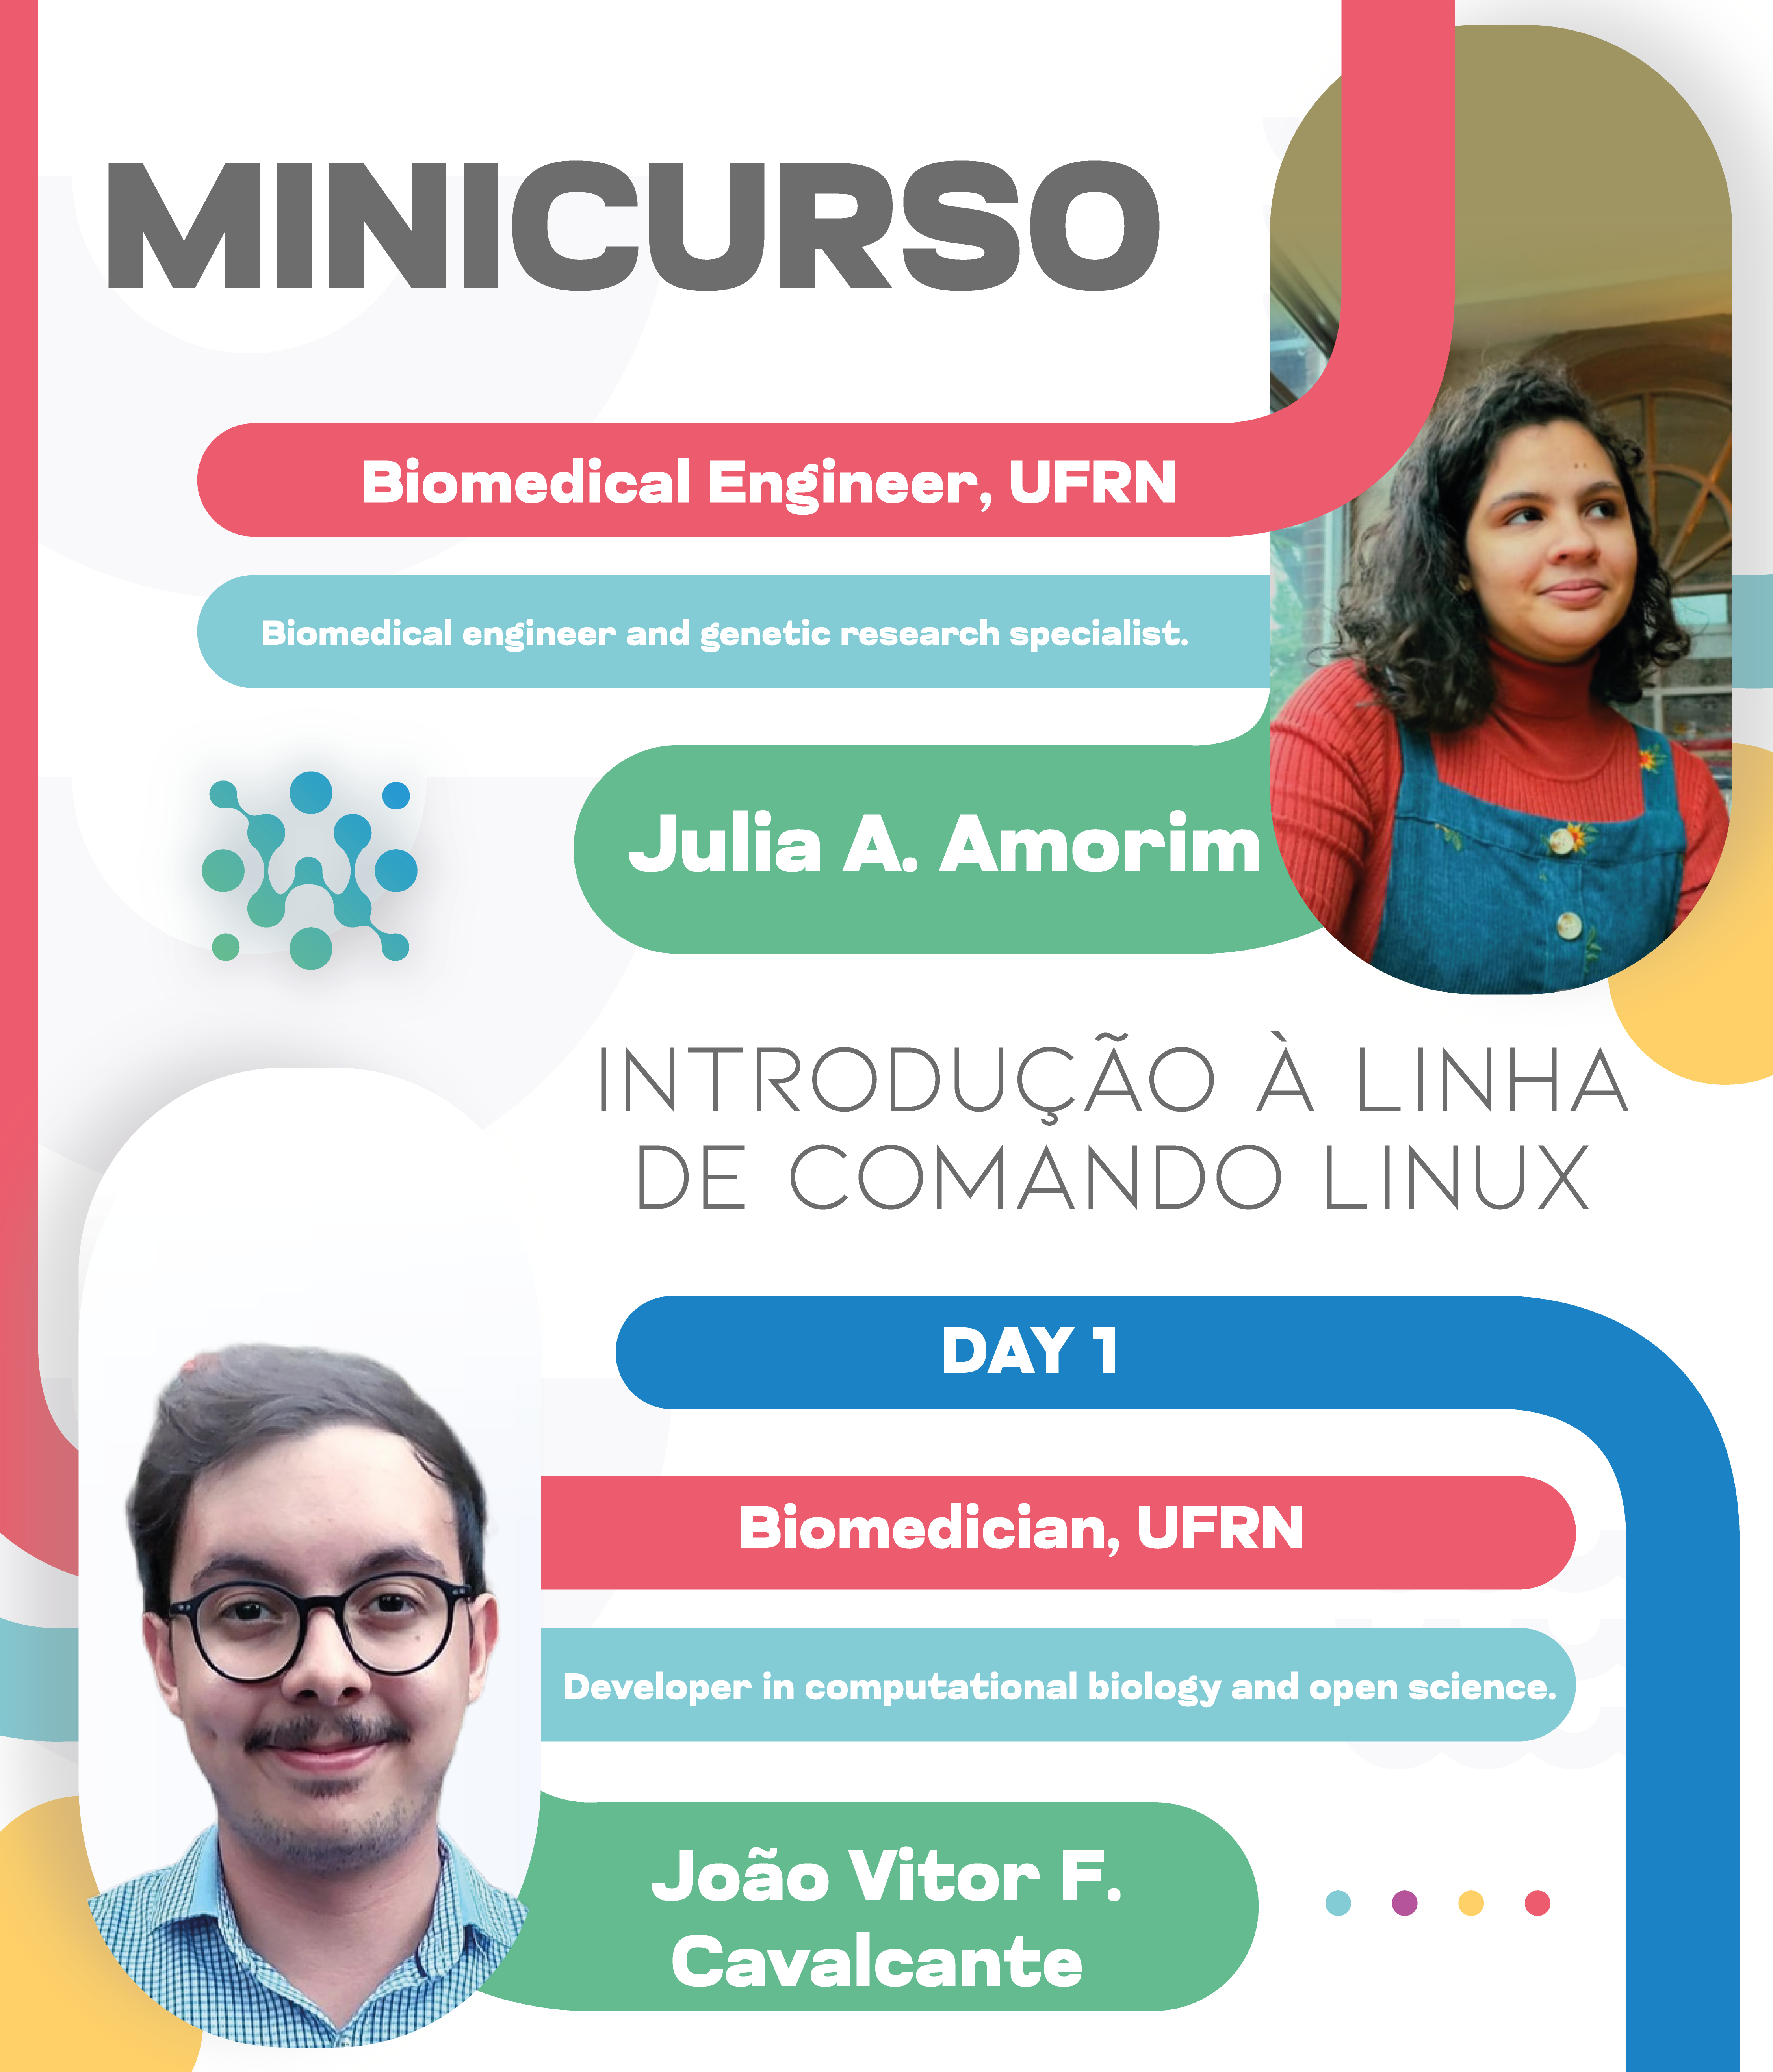 MINICURSO
Biomedical Engineer, UFRN
Biomedical engineer and genetic research specialist.
Julia A. Amorim
INTRODUÇÃO À LINHA
DE COMANDO LINUX
DAY 1
Biomedician, UFRN
Developer in computational biology and open science.
João Vitor F.
Cavalcante